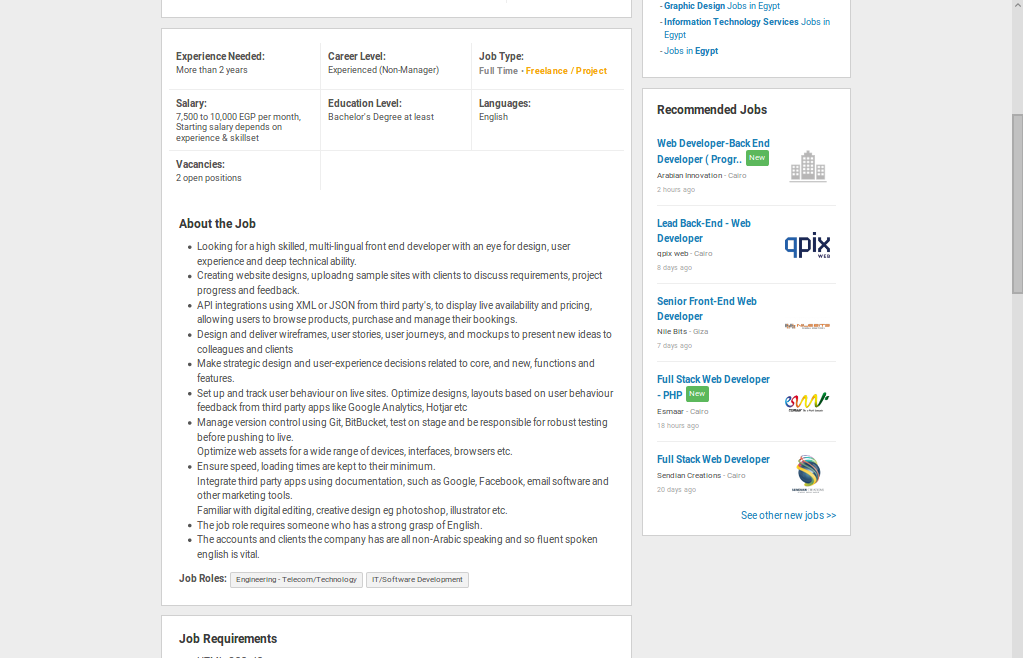 - Graphic Design Jobs in Egypt
- Information Technology Services Jobs in
Egypt
- Jobs in Egypt
Experience Needed:
More than 2 years
Career Level:
Experienced (Non-Manager)
Job Type:
Full Time · Freelance / Project
Salary:
7,500 to 10,000 EGP per month,
Starting salary depends on
experience & skillset
Education Level:
Bachelor's Degree at least
Languages:
English
Vacancies:
2 open positions
About the Job
• Looking for a high skilled, multi-lingual front end developer with an eye for design, user
experience and deep technical ability.
• Creating website designs, uploadng sample sites with clients to discuss requirements, project
progress and feedback.
• API integrations using XML or JSON from third party's, to display live availability and pricing,
allowing users to browse products, purchase and manage their bookings.
• Design and deliver wireframes, user stories, user journeys, and mockups to present new ideas to
colleagues and clients
• Make strategic design and user-experience decisions related to core, and new, functions and
features.
• Set up and track user behaviour on live sites. Optimize designs, layouts based on user behaviour
feedback from third party apps like Google Analytics, Hotjar etc
• Manage version control using Git, BitBucket, test on stage and be responsible for robust testing
before pushing to live.
Optimize web assets for a wide range of devices, interfaces, browsers etc.
• Ensure speed, loading times are kept to their minimum.
Integrate third party apps using documentation, such as Google, Facebook, email software and
other marketing tools.
Familiar with digital editing, creative design eg photoshop, illustrator etc.
• The job role requires someone who has a strong grasp of English.
• The accounts and clients the company has are all non-Arabic speaking and so fluent spoken
english is vital.
Job Roles: Engineering - Telecom/Technology IT/Software Development
Job Requirements
Recommended Jobs
Web Developer-Back End
Developer ( Progr.. New
Arabian Innovation - Cairo
2 hours ago
Lead Back-End - Web
Developer
qpix web - Cairo
8 days ago
qpix
WEB
Senior Front-End Web
Developer
Nile Bits - Giza
7 days ago
NILEBITS
Full Stack Web Developer
- PHP New
Esmaar - Cairo
18 hours ago
Full Stack Web Developer
Sendian Creations - Cairo
20 days ago
See other new jobs >>